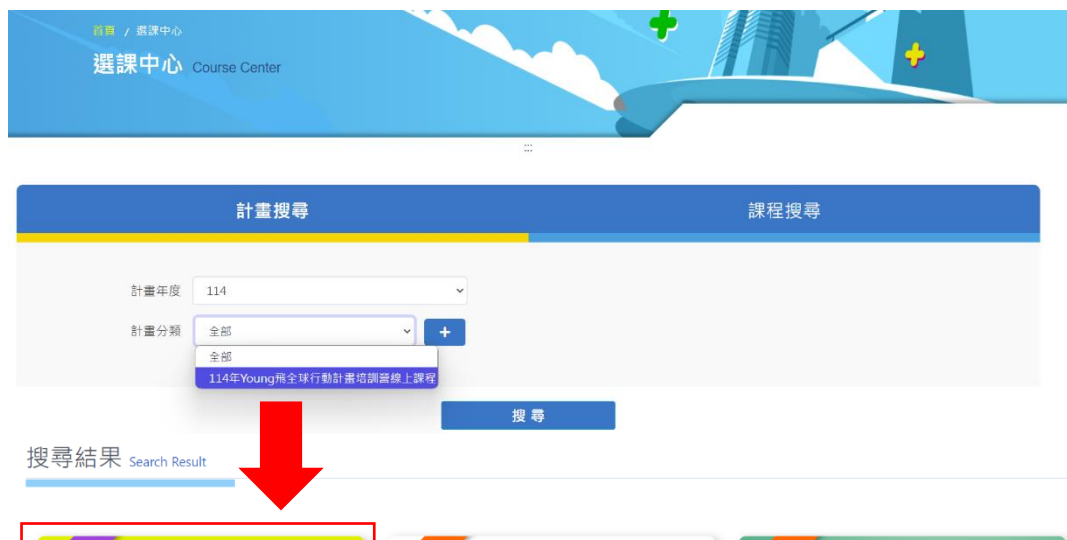 首頁 / 選課中心
選課中心 Course Center
:::
計畫搜尋 課程搜尋
計畫年度 114
計畫分類 全部 +
全部
114年Young飛全球行動計畫培訓營線上課程
搜尋
搜尋結果 Search Result